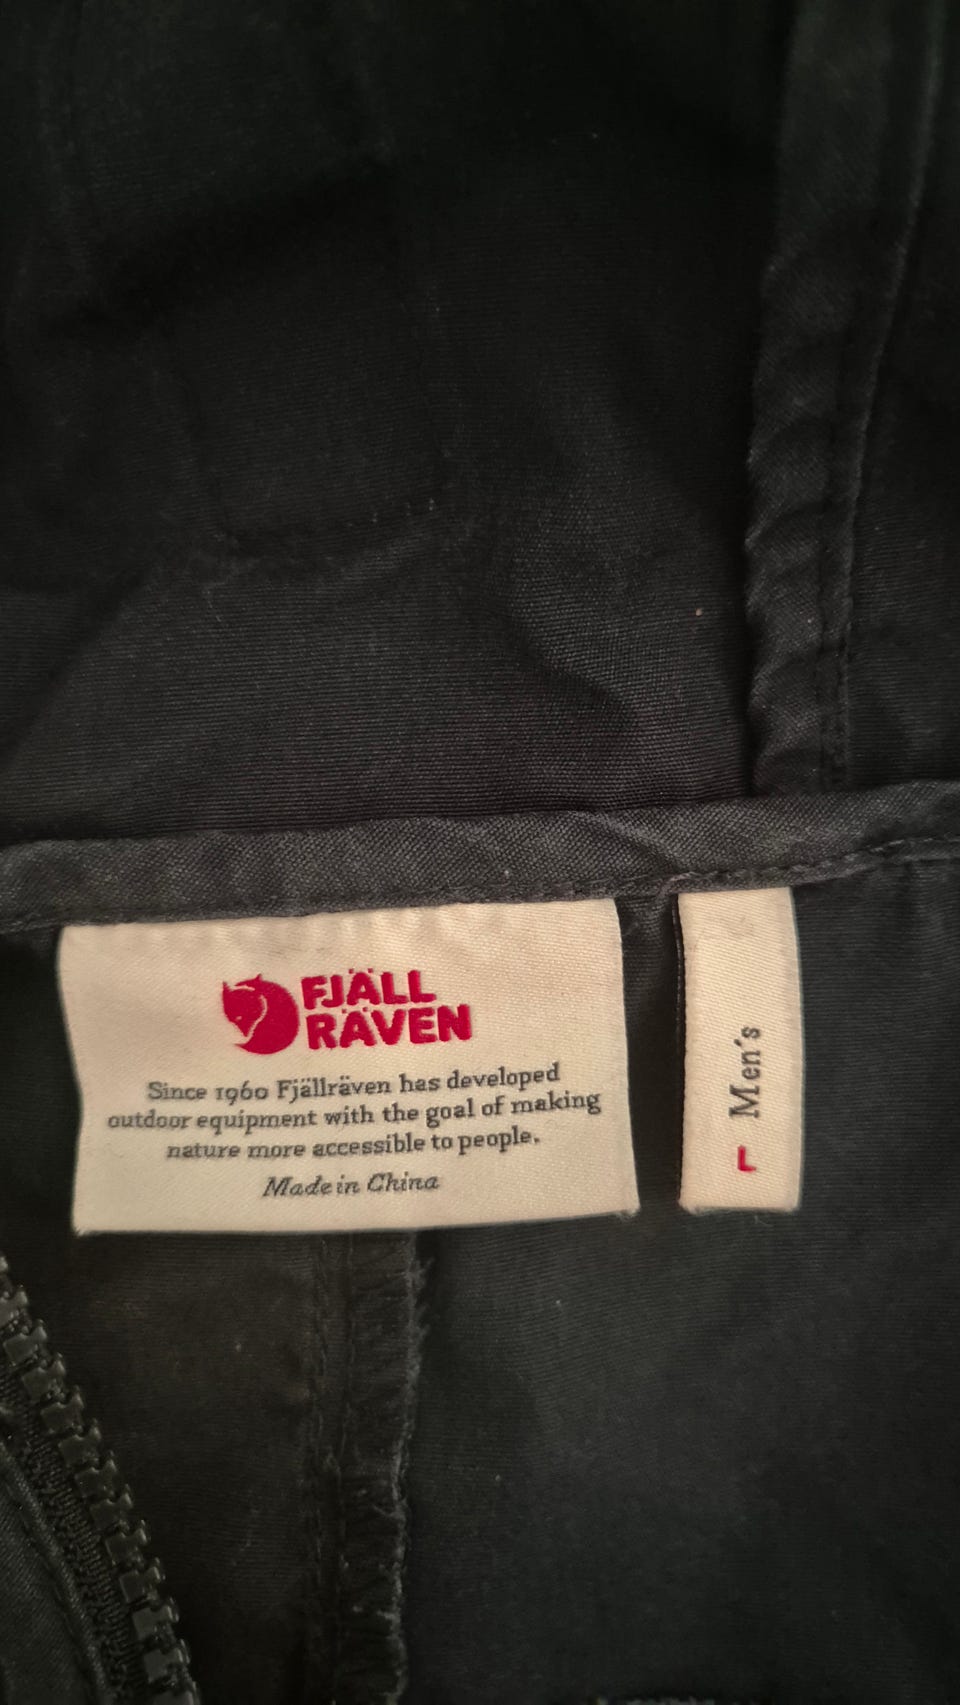 FJÄLL
RÄVEN
Since 1960 Fjällräven has developed
outdoor equipment with the goal of making
nature more accessible to people.
Made in China
Men's
L